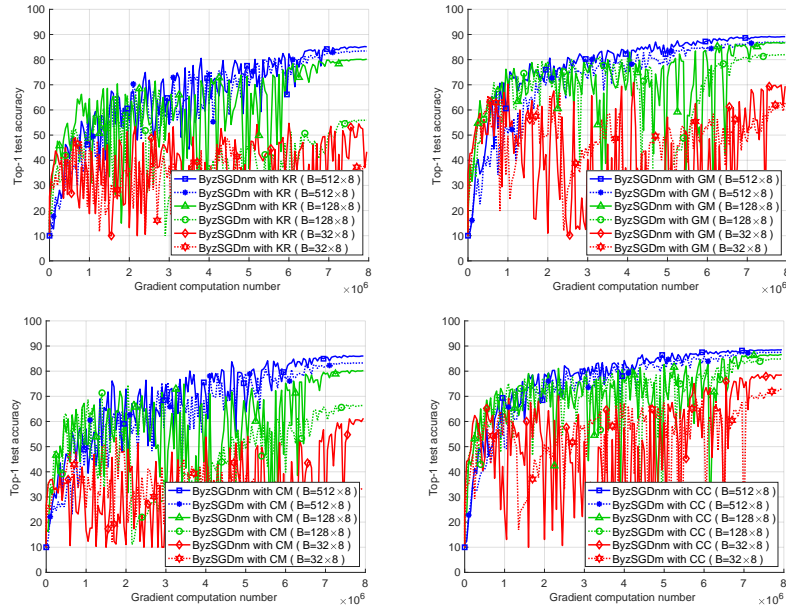 100
90
80
70
60
50
40
30
20
10
0
Top-1 test accuracy
ByzSGDnm with KR ( B=512×8 )
ByzSGDm with KR ( B=512×8 )
ByzSGDnm with KR ( B=128×8 )
ByzSGDm with KR ( B=128×8 )
ByzSGDnm with KR ( B=32×8 )
ByzSGDm with KR ( B=32×8 )
0 1 2 3 4 5 6 7 8
Gradient computation number
×10^6
100
90
80
70
60
50
40
30
20
10
0
Top-1 test accuracy
ByzSGDnm with GM ( B=512×8 )
ByzSGDm with GM ( B=512×8 )
ByzSGDnm with GM ( B=128×8 )
ByzSGDm with GM ( B=128×8 )
ByzSGDnm with GM ( B=32×8 )
ByzSGDm with GM ( B=32×8 )
0 1 2 3 4 5 6 7 8
Gradient computation number
×10^6
100
90
80
70
60
50
40
30
20
10
0
Top-1 test accuracy
ByzSGDnm with CM ( B=512×8 )
ByzSGDm with CM ( B=512×8 )
ByzSGDnm with CM ( B=128×8 )
ByzSGDm with CM ( B=128×8 )
ByzSGDnm with CM ( B=32×8 )
ByzSGDm with CM ( B=32×8 )
0 1 2 3 4 5 6 7 8
Gradient computation number
×10^6
100
90
80
70
60
50
40
30
20
10
0
Top-1 test accuracy
ByzSGDnm with CC ( B=512×8 )
ByzSGDm with CC ( B=512×8 )
ByzSGDnm with CC ( B=128×8 )
ByzSGDm with CC ( B=128×8 )
ByzSGDnm with CC ( B=32×8 )
ByzSGDm with CC ( B=32×8 )
0 1 2 3 4 5 6 7 8
Gradient computation number
×10^6